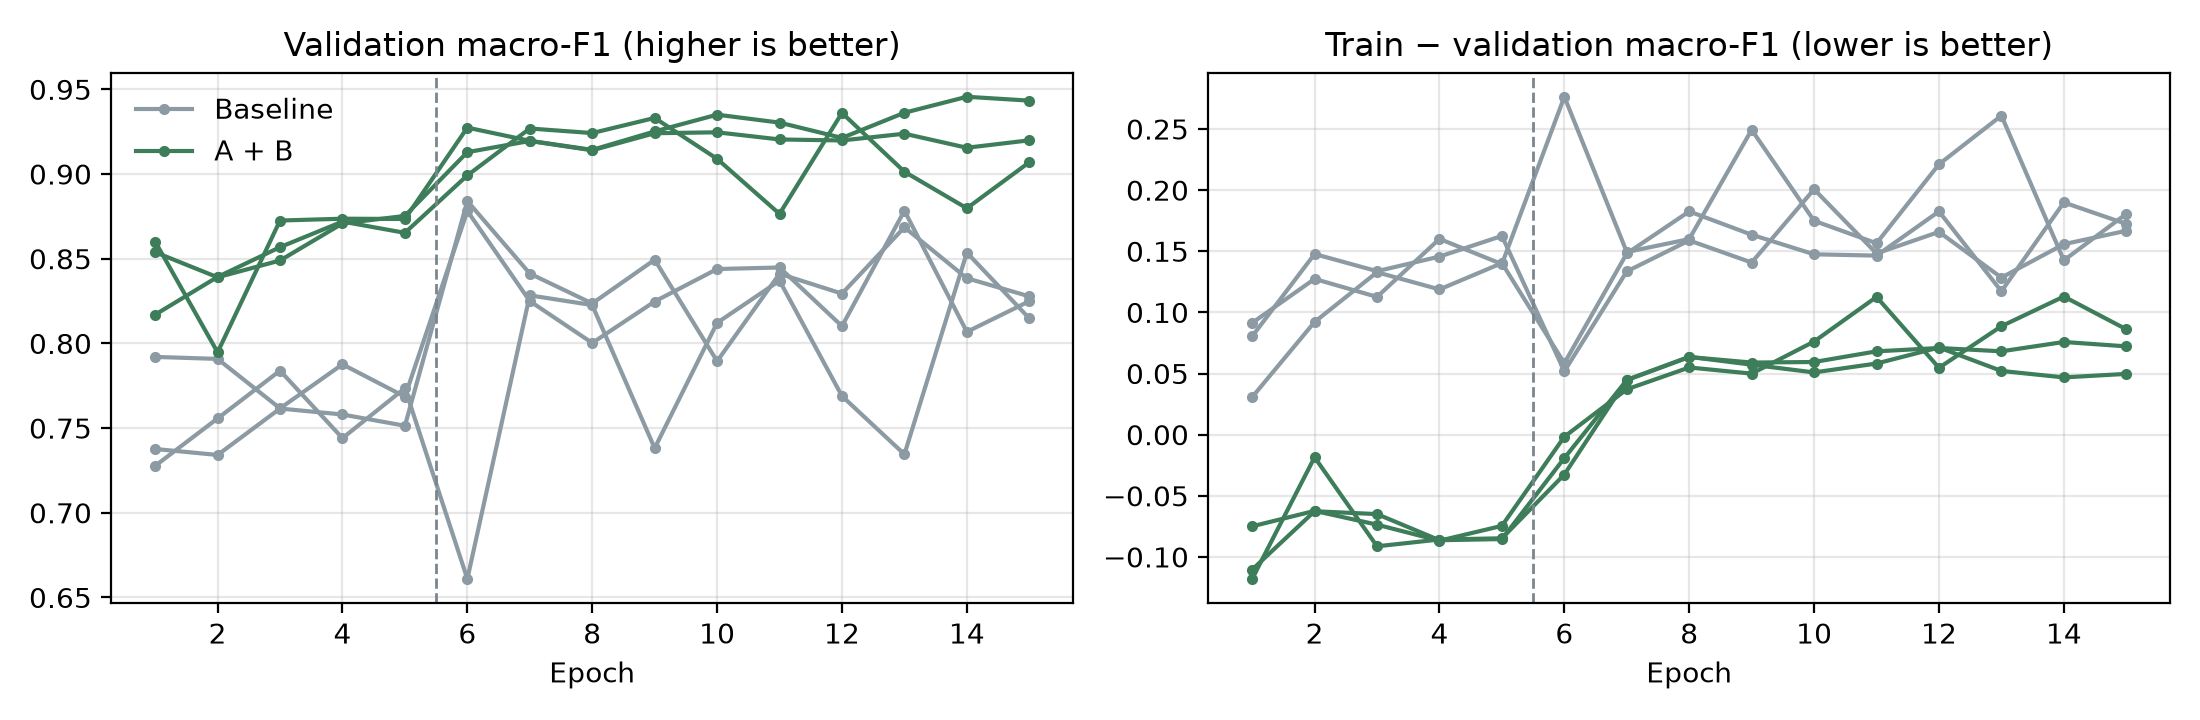 Validation macro-F1 (higher is better)
Baseline
A + B
0.95
0.90
0.85
0.80
0.75
0.70
0.65
2 4 6 8 10 12 14
Epoch
Train − validation macro-F1 (lower is better)
0.25
0.20
0.15
0.10
0.05
0.00
−0.05
−0.10
2 4 6 8 10 12 14
Epoch